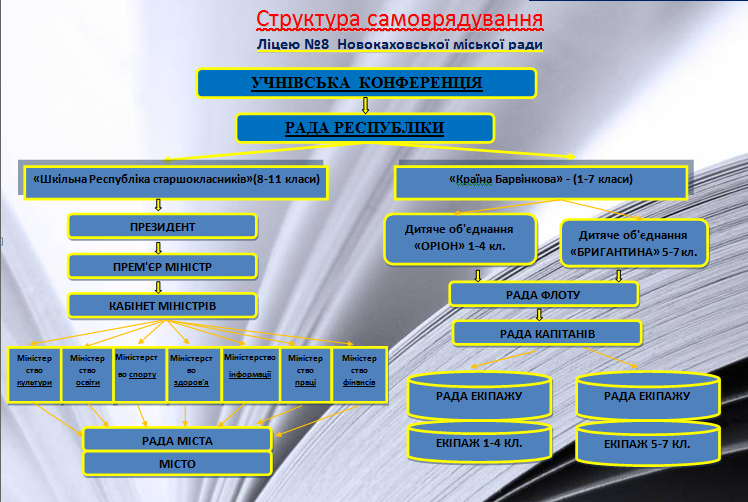 Структура самоврядування
Ліцею №8 Новокаховської міської ради
УЧНІВСЬКА КОНФЕРЕНЦІЯ
РАДА РЕСПУБЛІКИ
«Шкільна Республіка старшокласників»(8-11 класи)
«Країна Барвінкова» - (1-7 класи)
ПРЕЗИДЕНТ
ПРЕМ'ЄР МІНІСТР
КАБІНЕТ МІНІСТРІВ
Міністер
ство
культури
Міністер
ство
освіти
Міністерст
во спорту
Міністерст
во
здоров'я
Міністерство
інформації
Міністер
ство
праці
Міністер
ство
фінансів
РАДА МІСТА
МІСТО
Дитяче об'єднання
«ОРІОН» 1-4 кл.
Дитяче об'єднання
«БРИГАНТИНА» 5-7 кл.
РАДА ФЛОТУ
РАДА КАПІТАНІВ
РАДА ЕКІПАЖУ
ЕКІПАЖ 1-4 КЛ.
РАДА ЕКІПАЖУ
ЕКІПАЖ 5-7 КЛ.